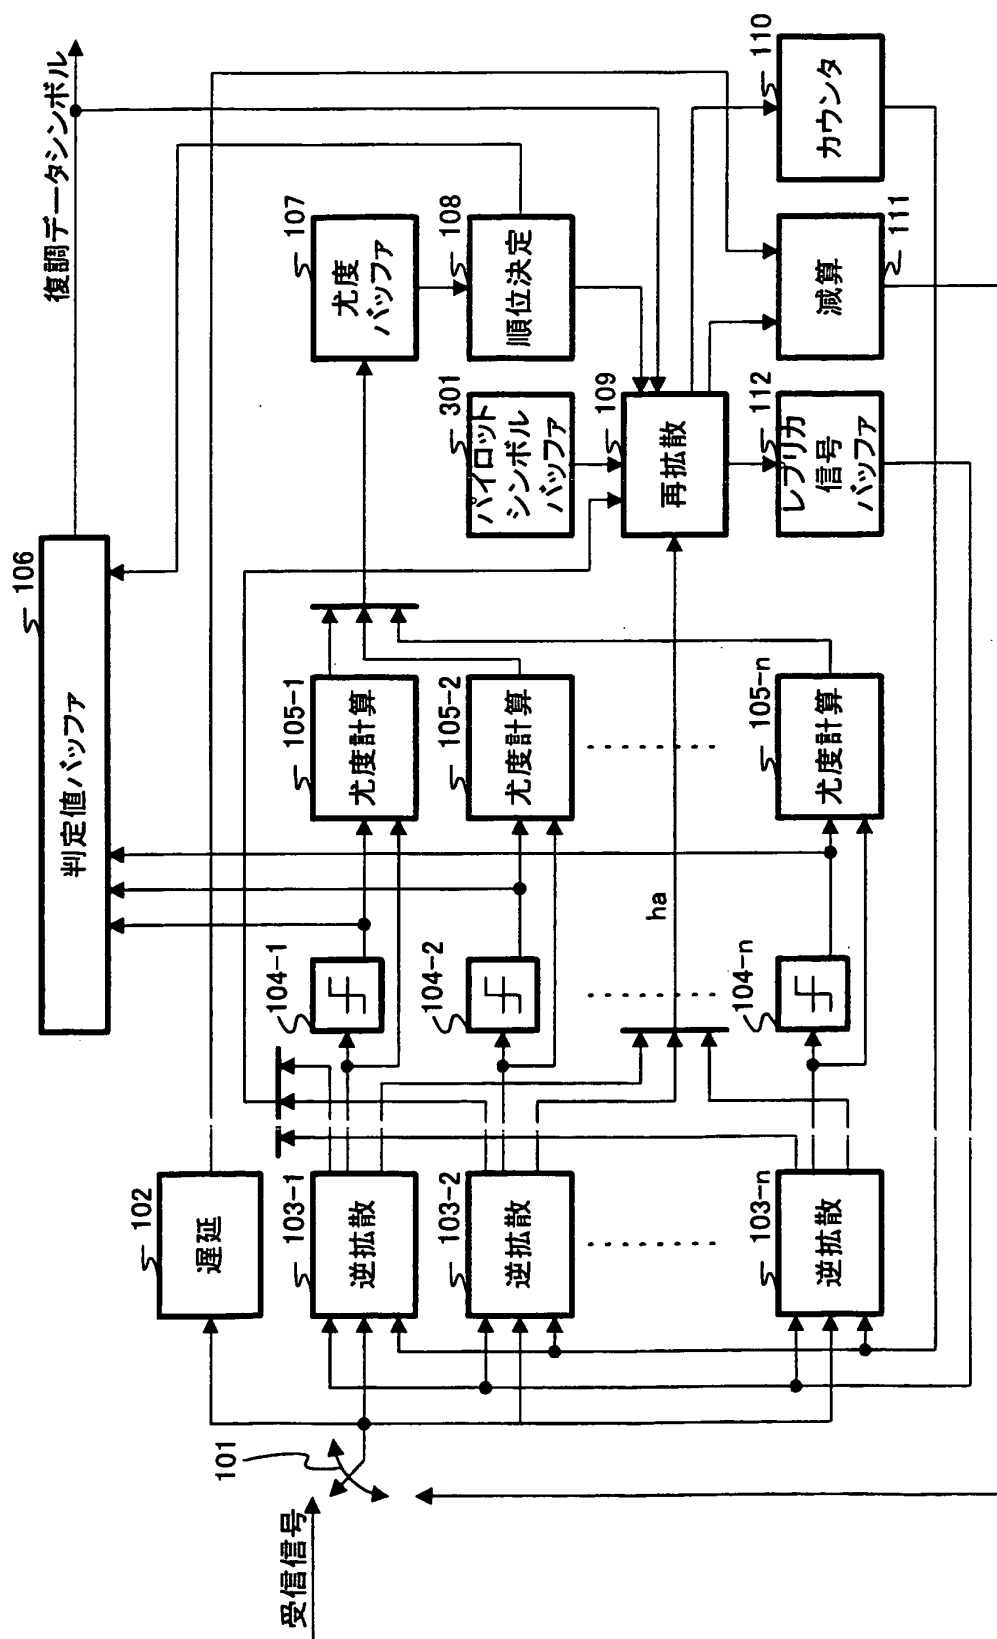 受信信号
101
102
遅延
103-1
逆拡散
103-2
逆拡散
103-n
逆拡散
104-1
104-2
104-n
ha
106
判定値バッファ
105-1
尤度計算
105-2
尤度計算
105-n
尤度計算
復調データシンボル
107
尤度
バッファ
108
順位決定
301
パイロット
シンボル
バッファ
109
再拡散
110
カウンタ
111
減算
112
レプリカ
信号
バッファ